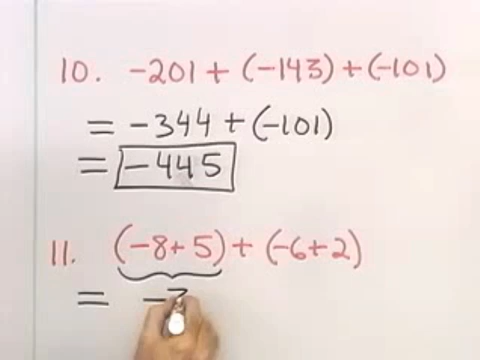 10. -201 + (-143) + (-101)
= -344 + (-101)
= -445
11. (-8+5) + (-6+2)
= -3